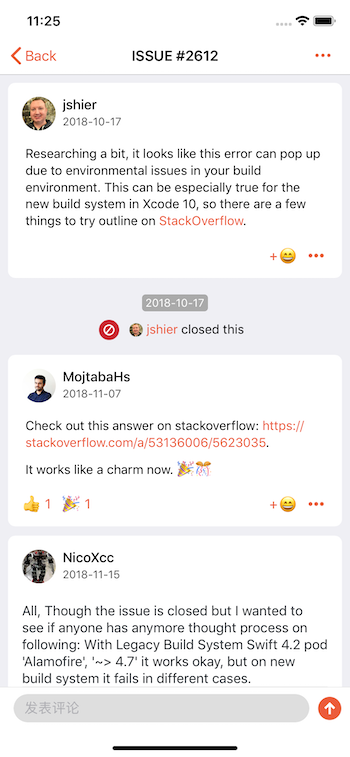 11:25
Back
ISSUE #2612
jshier
2018-10-17
Researching a bit, it looks like this error can pop up
due to environmental issues in your build
environment. This can be especially true for the
new build system in Xcode 10, so there are a few
things to try outline on StackOverflow.
+
2018-10-17
jshier closed this
MojtabaHs
2018-11-07
Check out this answer on stackoverflow: https://
stackoverflow.com/a/53136006/5623035.
It works like a charm now. 🎉🎊
👍 1 🎉 1 +😄
NicoXcc
2018-11-15
All, Though the issue is closed but I wanted to
see if anyone has anymore thought process on
following: With Legacy Build System Swift 4.2 pod
'Alamofire', '~> 4.7' it works okay, but on new
build system it fails in different cases.
发表评论